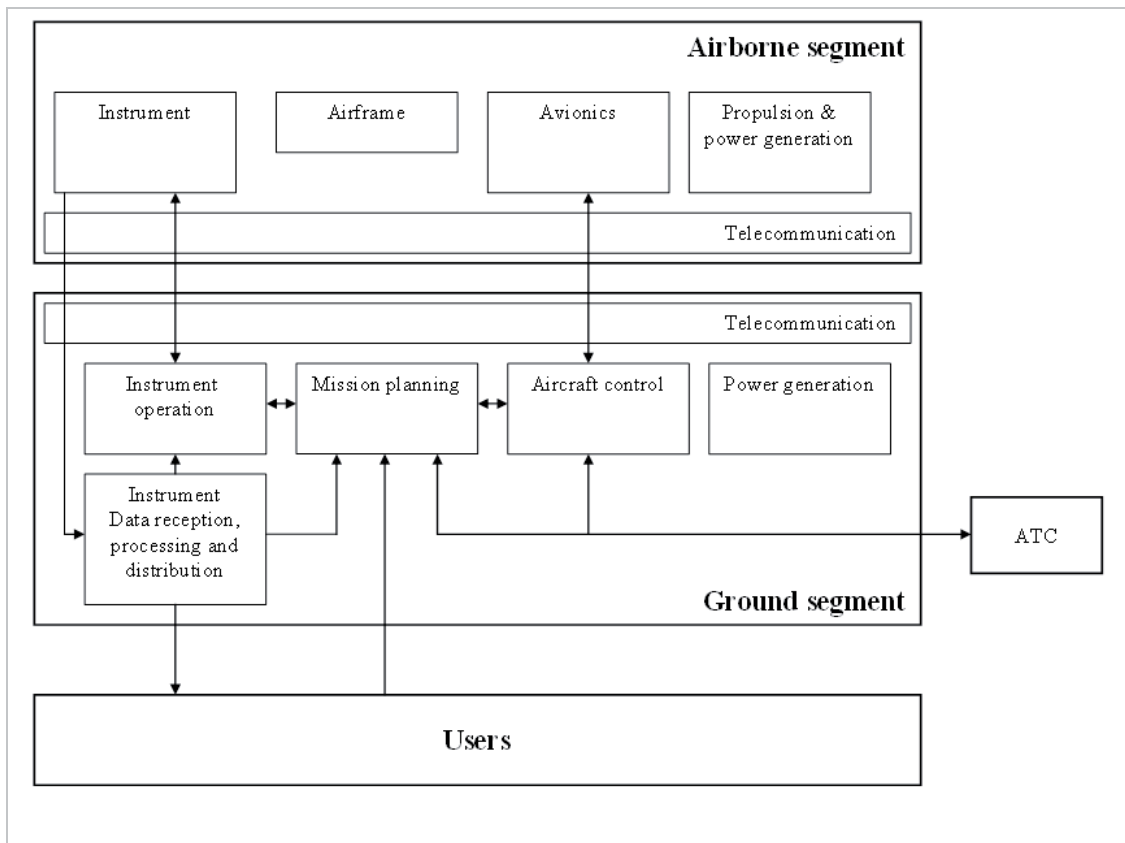 Airborne segment
Instrument
Airframe
Avionics
Propulsion &
power generation
Telecommunication
Telecommunication
Instrument
operation
Mission planning
Aircraft control
Power generation
Instrument
Data reception,
processing and
distribution
ATC
Ground segment
Users